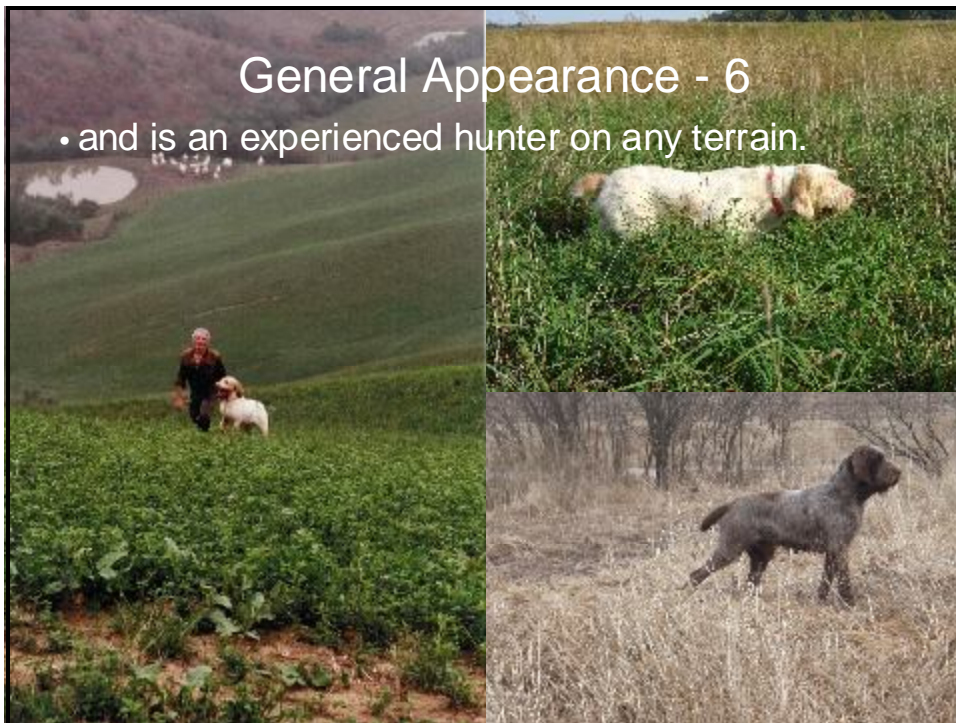 General Appearance - 6
• and is an experienced hunter on any terrain.